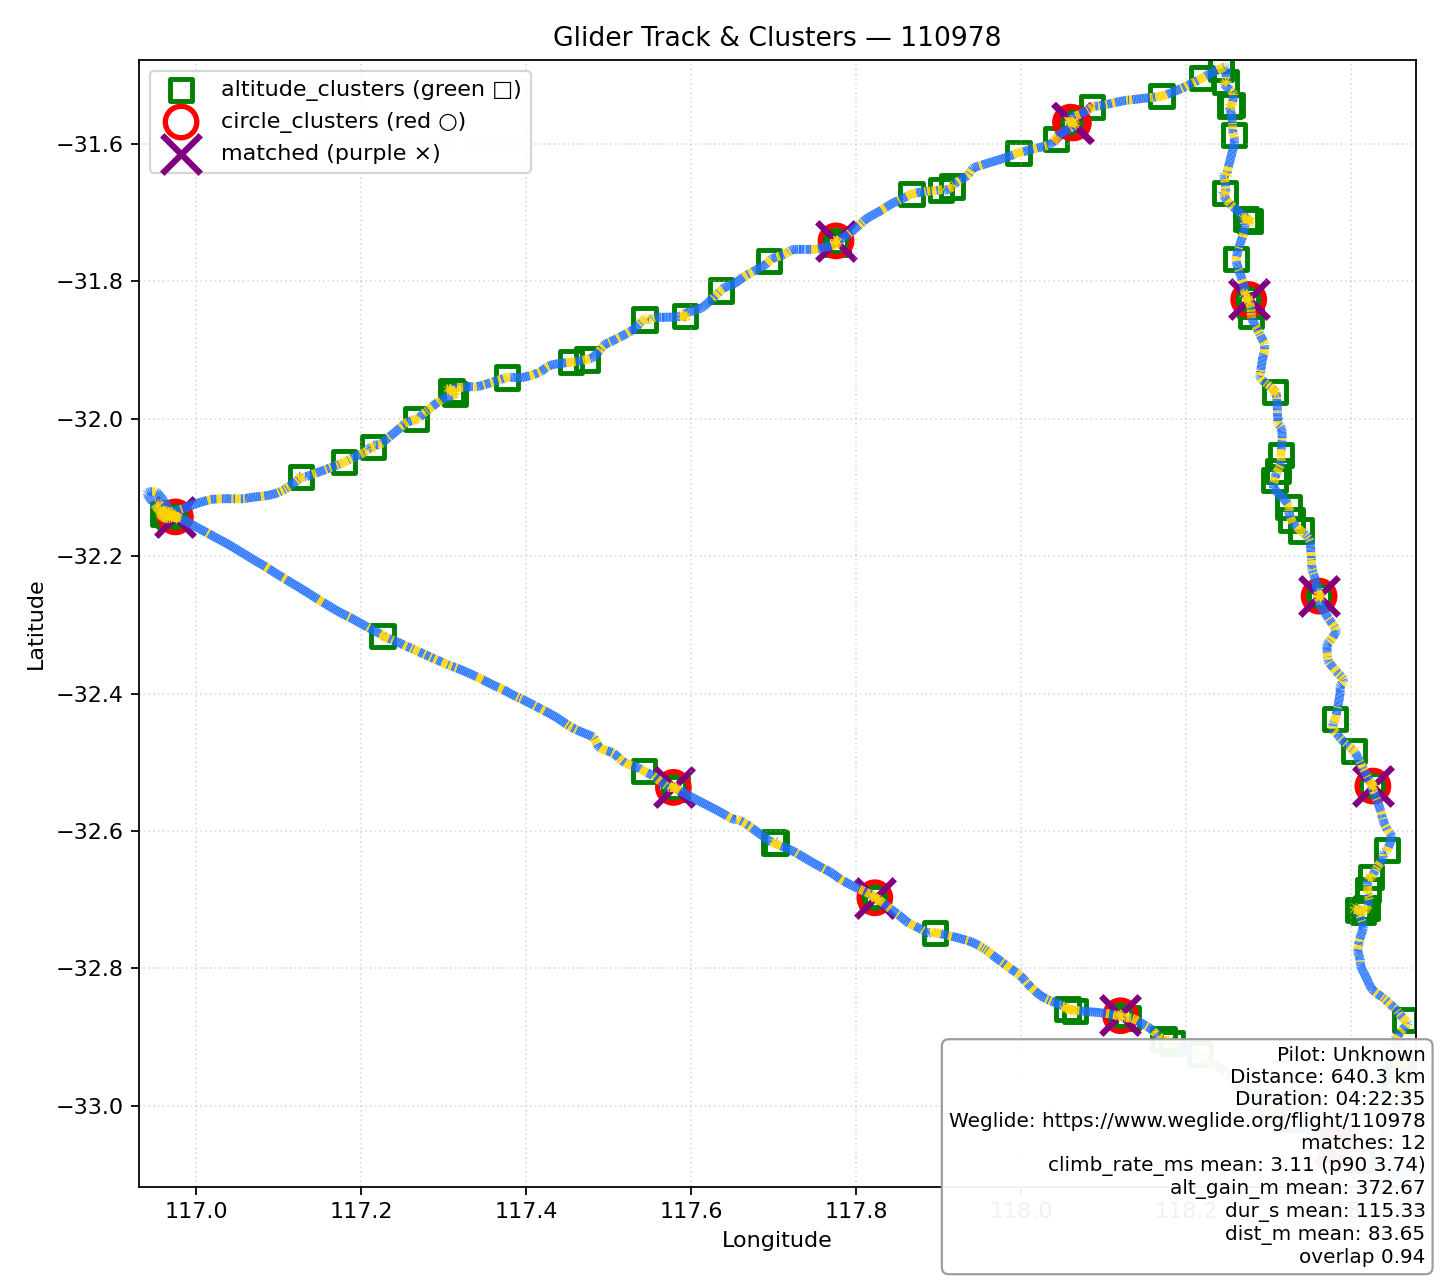 Glider Track & Clusters — 110978
altitude_clusters (green □)
circle_clusters (red ○)
matched (purple ×)
Latitude
−31.6
−31.8
−32.0
−32.2
−32.4
−32.6
−32.8
−33.0
117.0
117.2
117.4
117.6
117.8
118.0
118.2
Longitude
Pilot: Unknown
Distance: 640.3 km
Duration: 04:22:35
Weglide: https://www.weglide.org/flight/110978
matches: 12
climb_rate_ms mean: 3.11 (p90 3.74)
alt_gain_m mean: 372.67
dur_s mean: 115.33
dist_m mean: 83.65
overlap 0.94